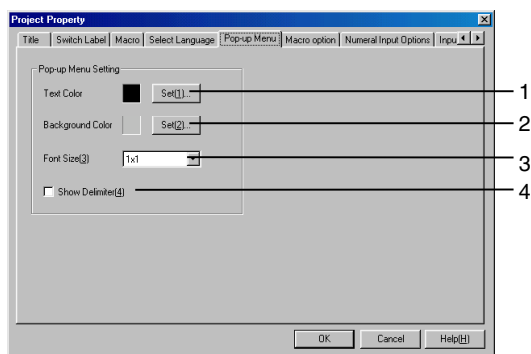 Project Property
Title Switch Label Macro Select Language Pop-up Menu Macro option Numeral Input Options Inpu
Pop-up Menu Setting
Text Color Set(1)... 1
Background Color Set(2)... 2
Font Size(3) 1x1 3
Show Delimiter(4) 4
OK Cancel Help(H)